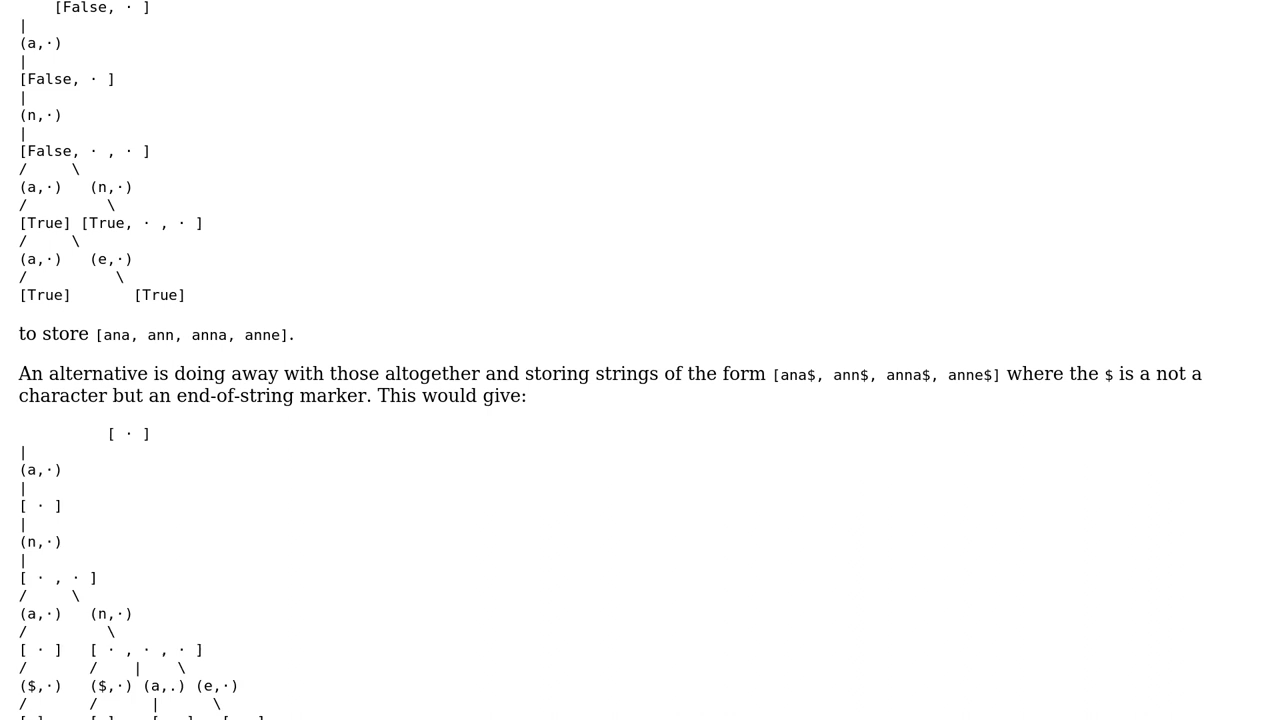 [False, · ]
|
(a,·)
|
[False, · ]
|
(n,·)
|
[False, · , · ]
/     \
(a,·)   (n,·)
/         \
[True] [True, · , · ]
/     \
(a,·)   (e,·)
/          \
[True]       [True]
to store [ana, ann, anna, anne].
An alternative is doing away with those altogether and storing strings of the form [ana$, ann$, anna$, anne$] where the $ is a not a
character but an end-of-string marker. This would give:
          [ · ]
|
(a,·)
|
[ · ]
|
(n,·)
|
[ · , · ]
/     \
(a,·)   (n,·)
/         \
[ · ]   [ · , · , · ]
/       /    |    \
($,·)   ($,·) (a,.) (e,·)
/       /      |      \